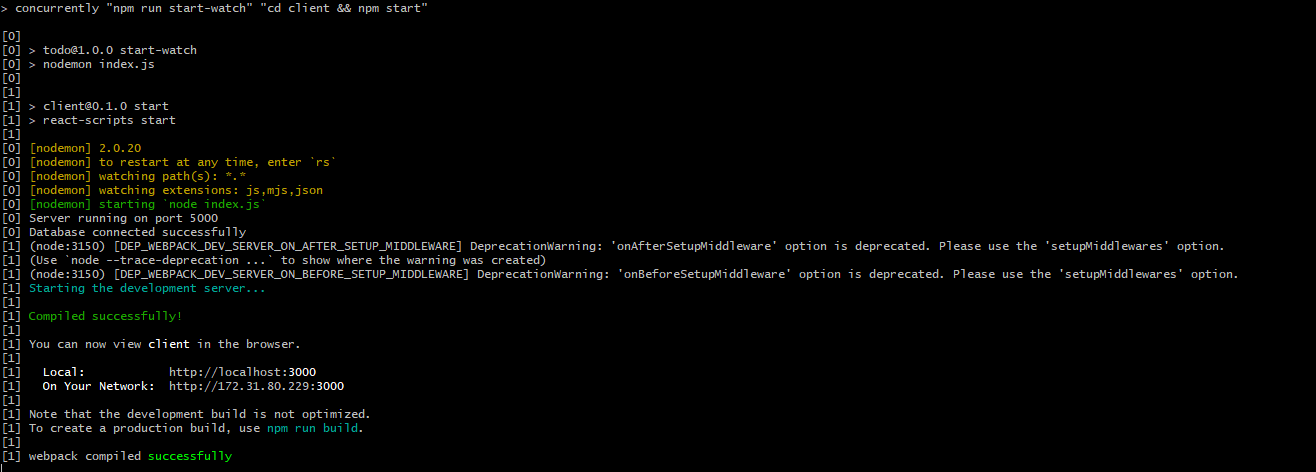 > concurrently "npm run start-watch" "cd client && npm start"
[0]
[0] > todo@1.0.0 start-watch
[0] > nodemon index.js
[0]
[1]
[1] > client@0.1.0 start
[1] > react-scripts start
[1]
[0] [nodemon] 2.0.20
[0] [nodemon] to restart at any time, enter `rs`
[0] [nodemon] watching path(s): *.*
[0] [nodemon] watching extensions: js,mjs,json
[0] [nodemon] starting `node index.js`
[0] Server running on port 5000
[0] Database connected successfully
[1] (node:3150) [DEP_WEBPACK_DEV_SERVER_ON_AFTER_SETUP_MIDDLEWARE] DeprecationWarning: 'onAfterSetupMiddleware' option is deprecated. Please use the 'setupMiddlewares' option.
[1] (Use `node --trace-deprecation ...` to show where the warning was created)
[1] (node:3150) [DEP_WEBPACK_DEV_SERVER_ON_BEFORE_SETUP_MIDDLEWARE] DeprecationWarning: 'onBeforeSetupMiddleware' option is deprecated. Please use the 'setupMiddlewares' option.
[1] Starting the development server...
[1]
[1] Compiled successfully!
[1]
[1] You can now view client in the browser.
[1]
[1]   Local:            http://localhost:3000
[1]   On Your Network:  http://172.31.80.229:3000
[1]
[1] Note that the development build is not optimized.
[1] To create a production build, use npm run build.
[1]
[1] webpack compiled successfully